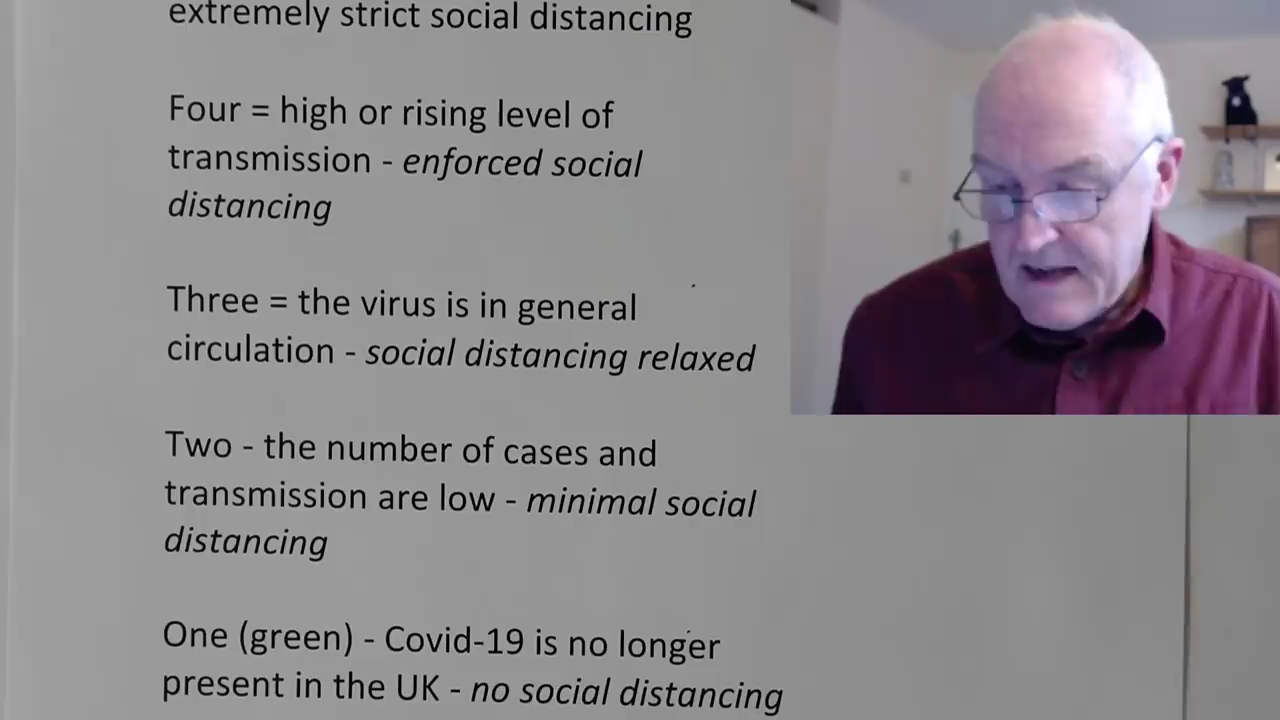 extremely strict social distancing
Four = high or rising level of
transmission - enforced social
distancing
Three = the virus is in general
circulation - social distancing relaxed
Two - the number of cases and
transmission are low - minimal social
distancing
One (green) - Covid-19 is no longer
present in the UK - no social distancing